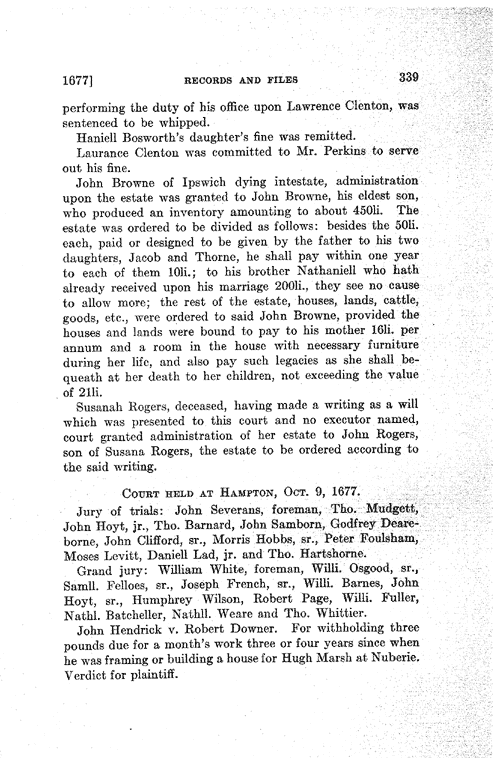 1677] RECORDS AND FILES 339
performing the duty of his office upon Lawrence Clenton, was
sentenced to be whipped.
Haniell Bosworth's daughter's fine was remitted.
Laurance Clenton was committed to Mr. Perkins to serve
out his fine.
John Browne of Ipswich dying intestate, administration
upon the estate was granted to John Browne, his eldest son,
who produced an inventory amounting to about 450li. The
estate was ordered to be divided as follows: besides the 50li.
each, paid or designed to be given by the father to his two
daughters, Jacob and Thorne, he shall pay within one year
to each of them 10li.; to his brother Nathaniell who hath
already received upon his marriage 200li., they see no cause
to allow more; the rest of the estate, houses, lands, cattle,
goods, etc., were ordered to said John Browne, provided the
houses and lands were bound to pay to his mother 16li. per
annum and a room in the house with necessary furniture
during her life, and also pay such legacies as she shall be-
queath at her death to her children, not exceeding the value
of 21li.
Susanah Rogers, deceased, having made a writing as a will
which was presented to this court and no executor named,
court granted administration of her estate to John Rogers,
son of Susana Rogers, the estate to be ordered according to
the said writing.
COURT HELD AT HAMPTON, OCT. 9, 1677.
Jury of trials: John Severans, foreman, Tho. Mudgett,
John Hoyt, jr., Tho. Barnard, John Samborn, Godfrey Deare-
borne, John Clifford, sr., Morris Hobbs, sr., Peter Foulsham,
Moses Levitt, Daniell Lad, jr. and Tho. Hartshorne.
Grand jury: William White, foreman, Willi. Osgood, sr.,
Samll. Felloes, sr., Joseph French, sr., Willi. Barnes, John
Hoyt, sr., Humphrey Wilson, Robert Page, Willi. Fuller,
Nathl. Batcheller, Nathll. Weare and Tho. Whittier.
John Hendrick v. Robert Downer. For withholding three
pounds due for a month's work three or four years since when
he was framing or building a house for Hugh Marsh at Nuberie.
Verdict for plaintiff.